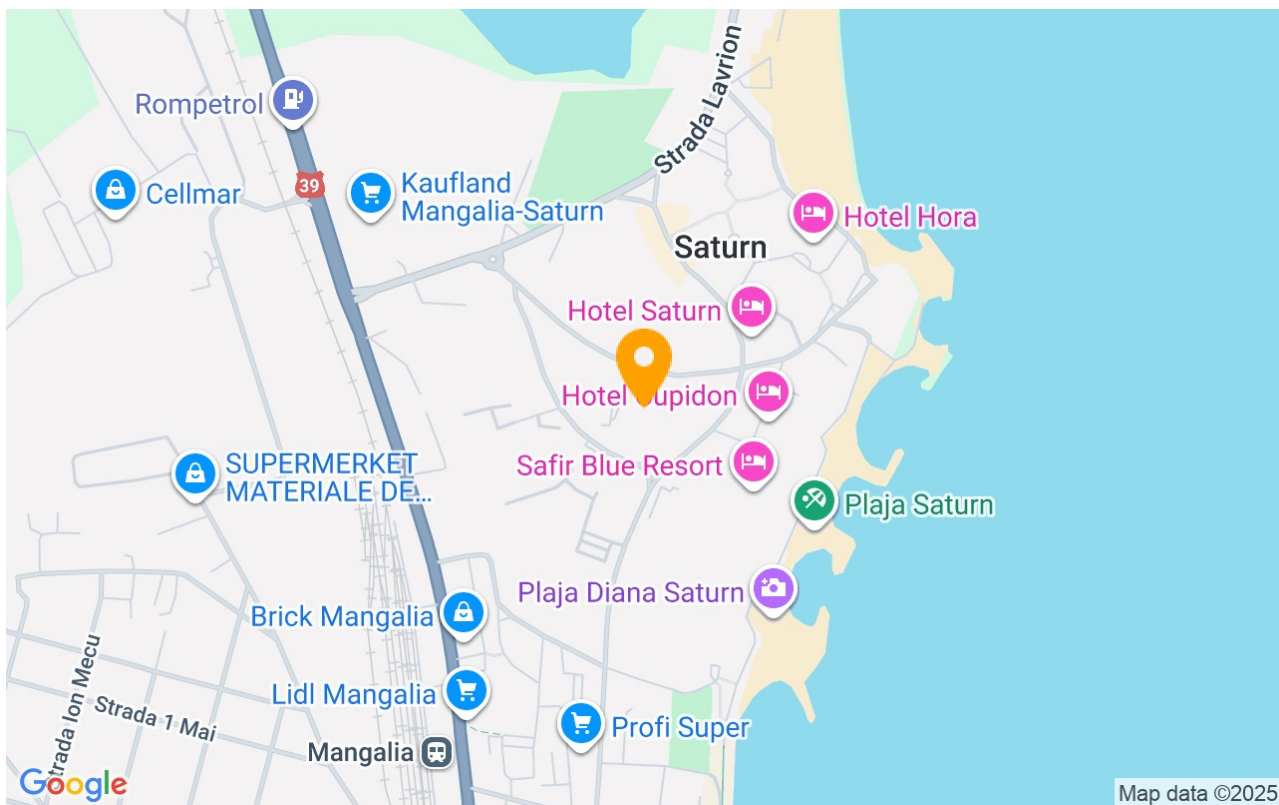 Strada Lavrion
Rompetrol
39
Cellmar
Kaufland
Mangalia-Saturn
Hotel Hora
Saturn
Hotel Saturn
Hotel Cupidon
SUPERMERKET
MATERIALE DE...
Safir Blue Resort
Plaja Saturn
Plaja Diana Saturn
Brick Mangalia
Strada Ion Mecu
Lidl Mangalia
Strada 1 Mai
Profi Super
Mangalia
Google
Map data ©2025